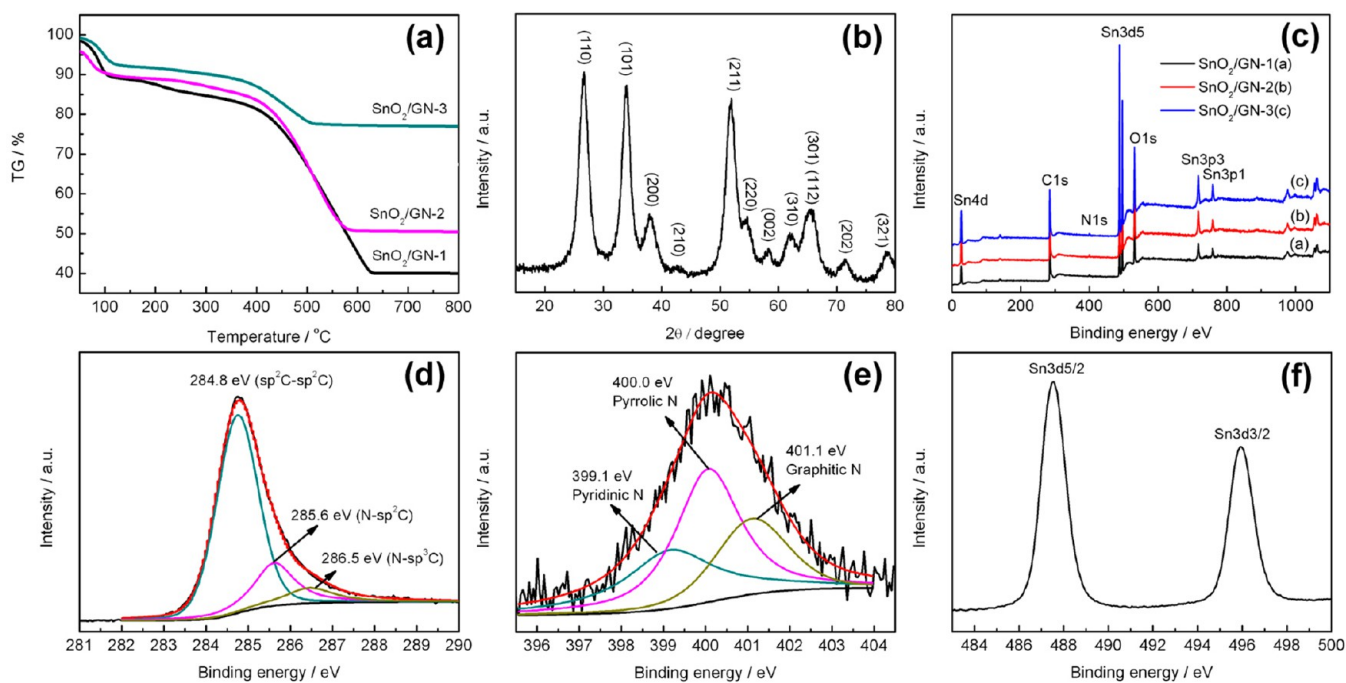 (a)
100
90
80
70
60
50
40
TG / %
SnO₂/GN-3
SnO₂/GN-2
SnO₂/GN-1
100 200 300 400 500 600 700 800
Temperature / °C
(b)
Intensity / a.u.
(110)
(101)
(200)
(210)
(211)
(220)
(002)
(310)
(301)
(112)
(202)
(321)
20 30 40 50 60 70 80
2θ / degree
(c)
Intensity / a.u.
Sn3d5
SnO₂/GN-1(a)
SnO₂/GN-2(b)
SnO₂/GN-3(c)
O1s
Sn3p3
Sn3p1
C1s
Sn4d
N1s
(c)
(b)
(a)
0 200 400 600 800 1000
Binding energy / eV
(d)
Intensity / a.u.
284.8 eV (sp²C-sp²C)
285.6 eV (N-sp²C)
286.5 eV (N-sp³C)
281 282 283 284 285 286 287 288 289 290
Binding energy / eV
(e)
Intensity / a.u.
400.0 eV
Pyrrolic N
401.1 eV
Graphitic N
399.1 eV
Pyridinic N
396 397 398 399 400 401 402 403 404
Binding energy / eV
(f)
Intensity / a.u.
Sn3d5/2
Sn3d3/2
484 486 488 490 492 494 496 498 500
Binding energy / eV